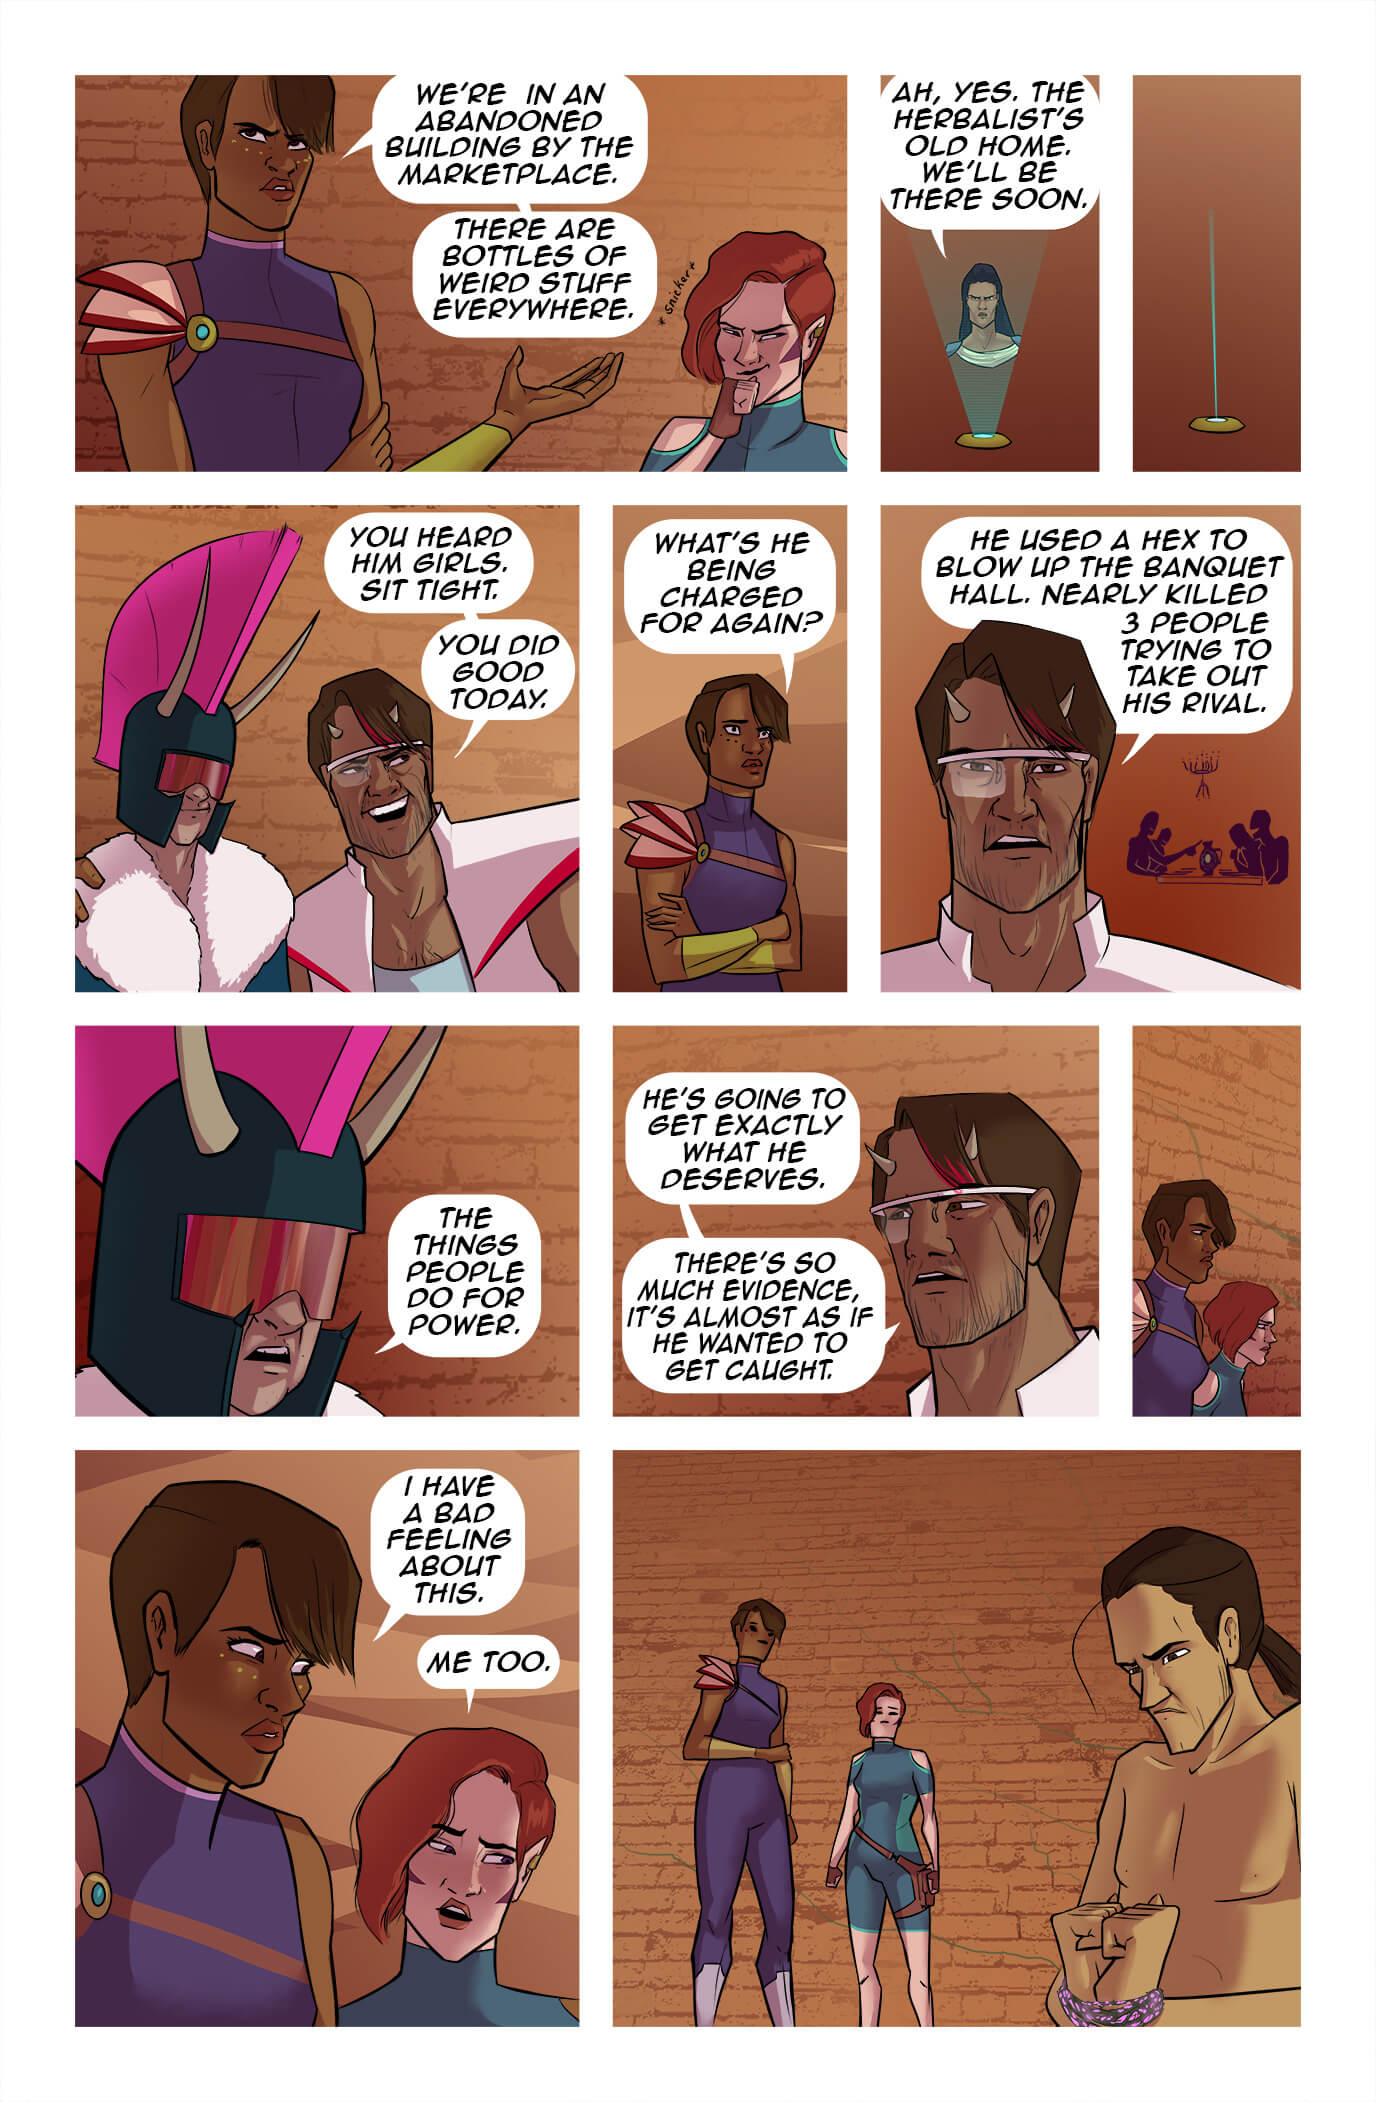 WE'RE IN AN
ABANDONED
BUILDING BY THE
MARKETPLACE.
THERE ARE
BOTTLES OF
WEIRD STUFF
EVERYWHERE.
* snicker *
AH, YES. THE
HERBALIST'S
OLD HOME.
WE'LL BE
THERE SOON.
YOU HEARD
HIM GIRLS.
SIT TIGHT.
YOU DID
GOOD
TODAY.
WHAT'S HE
BEING
CHARGED
FOR AGAIN?
HE USED A HEX TO
BLOW UP THE BANQUET
HALL. NEARLY KILLED
3 PEOPLE
TRYING TO
TAKE OUT
HIS RIVAL.
THE
THINGS
PEOPLE
DO FOR
POWER.
HE'S GOING TO
GET EXACTLY
WHAT HE
DESERVES.
THERE'S SO
MUCH EVIDENCE,
IT'S ALMOST AS IF
HE WANTED TO
GET CAUGHT.
I HAVE
A BAD
FEELING
ABOUT
THIS.
ME TOO.